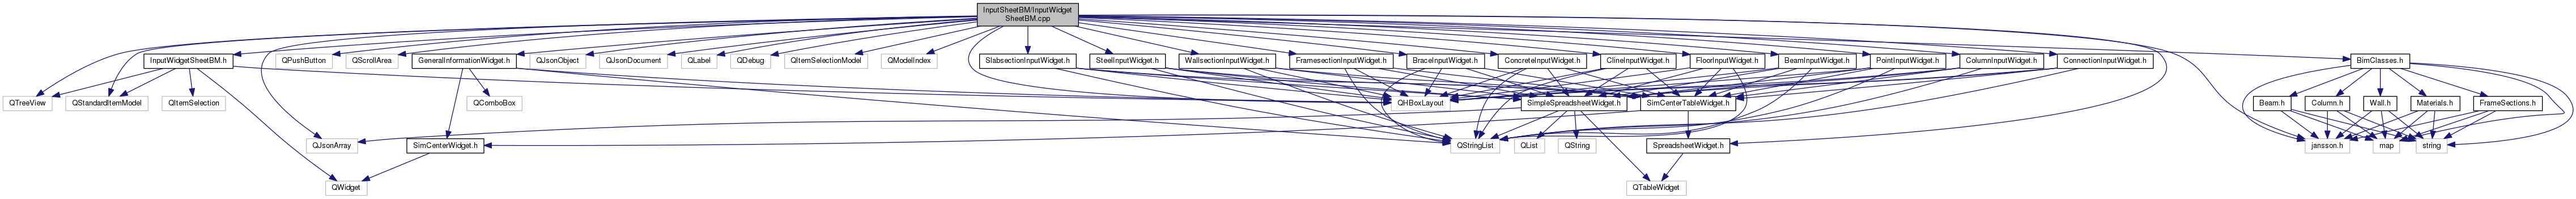 InputSheetBM/InputWidget
SheetBM.cpp
InputWidgetSheetBM.h
QPushButton
QScrollArea
GeneralInformationWidget.h
QJsonObject
QJsonDocument
QLabel
QDebug
QItemSelectionModel
QModelIndex
SlabsectionInputWidget.h
SteelInputWidget.h
WallsectionInputWidget.h
FramesectionInputWidget.h
BraceInputWidget.h
ConcreteInputWidget.h
ClineInputWidget.h
FloorInputWidget.h
BeamInputWidget.h
PointInputWidget.h
ColumnInputWidget.h
ConnectionInputWidget.h
BimClasses.h
QTreeView
QStandardItemModel
QItemSelection
QComboBox
QHBoxLayout
SimpleSpreadsheetWidget.h
SimCenterTableWidget.h
Beam.h
Column.h
Wall.h
Materials.h
FrameSections.h
QJsonArray
SimCenterWidget.h
QStringList
QList
QString
SpreadsheetWidget.h
jansson.h
map
string
QWidget
QTableWidget